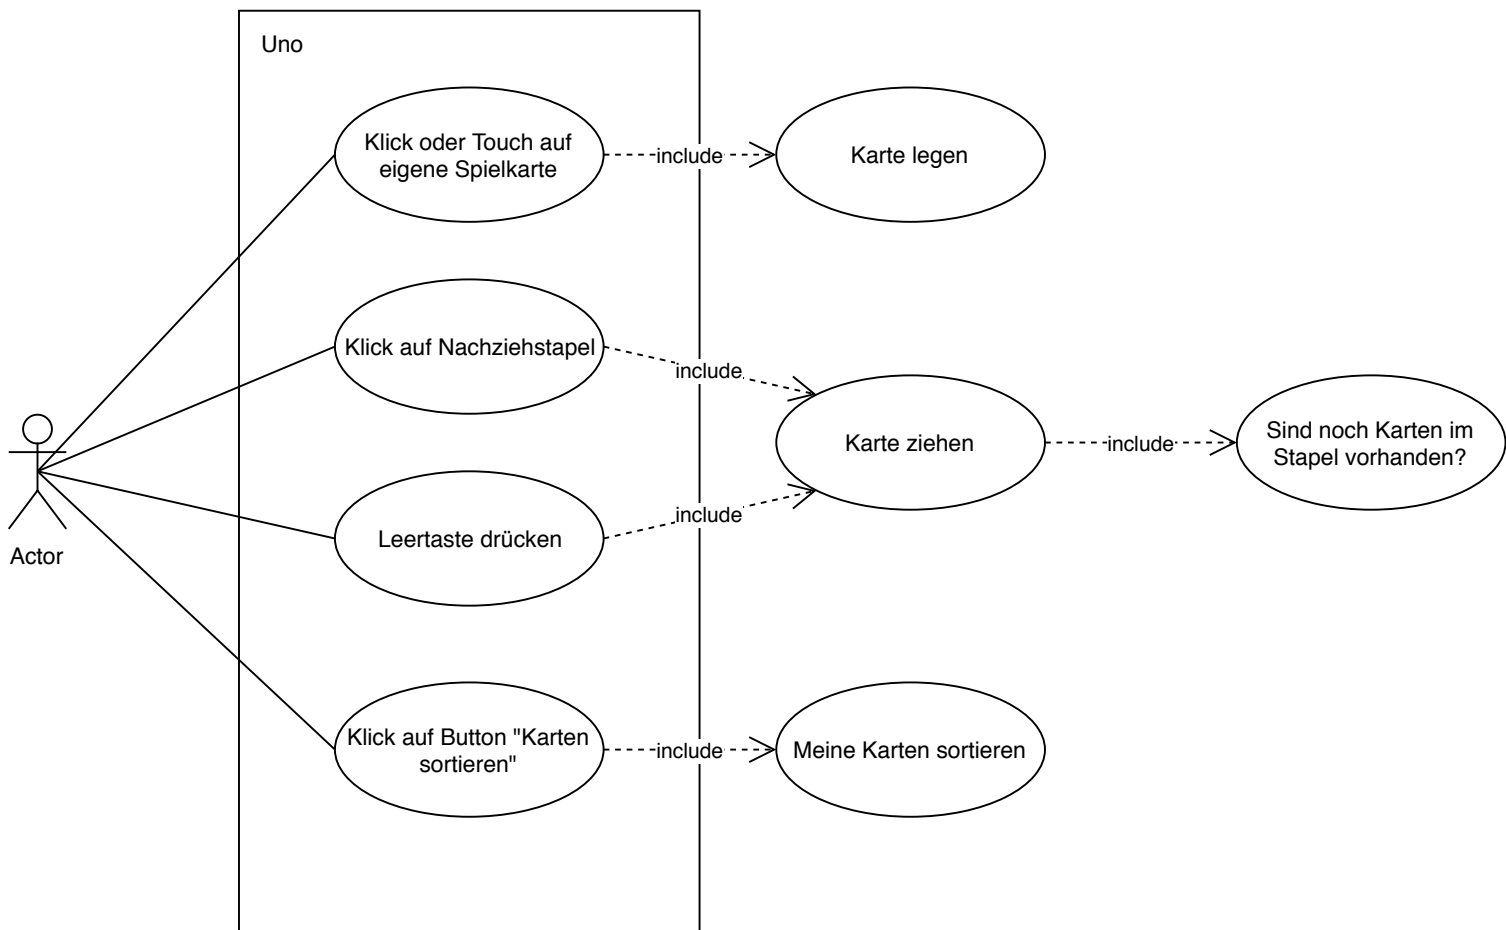 Uno
Klick oder Touch auf
eigene Spielkarte
include
Karte legen
Klick auf Nachziehstapel
include
Karte ziehen
include
Sind noch Karten im
Stapel vorhanden?
Leertaste drücken
include
Actor
Klick auf Button "Karten
sortieren"
include
Meine Karten sortieren